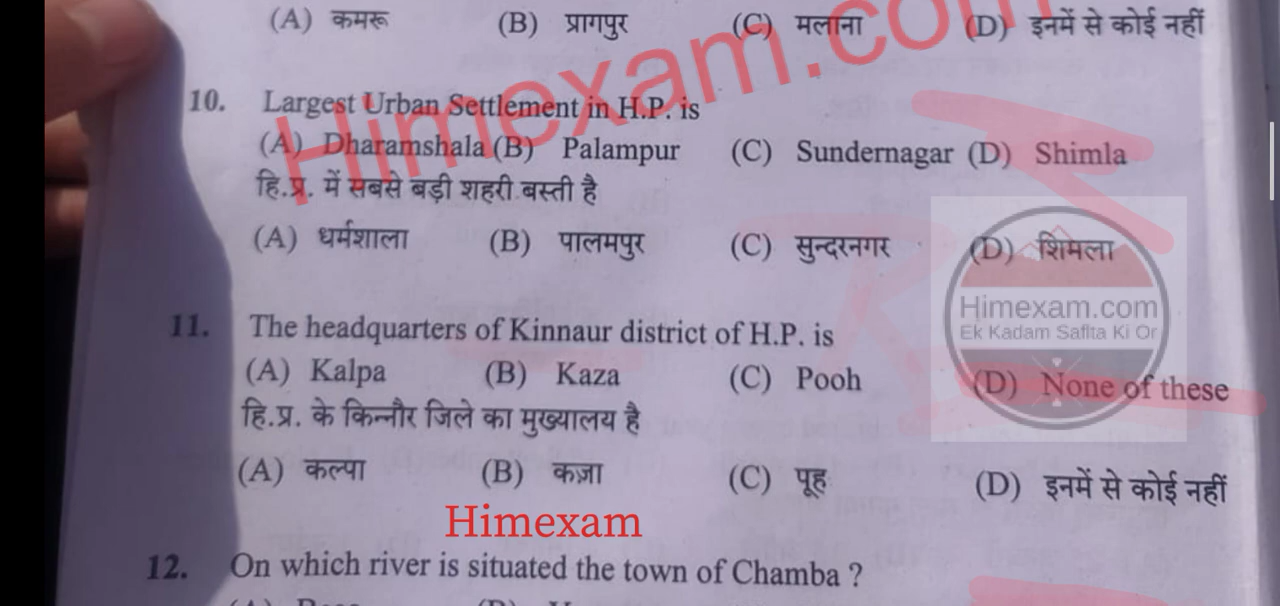 (A) कमरू (B) प्रागपुर (C) मलाना (D) इनमें से कोई नहीं
Himexam.com
10. Largest Urban Settlement in H.P. is
(A) Dharamshala (B) Palampur (C) Sundernagar (D) Shimla
हि.प्र. में सबसे बड़ी शहरी बस्ती है
(A) धर्मशाला (B) पालमपुर (C) सुन्दरनगर (D) शिमला
Himexam.com
Ek Kadam Saflta Ki Or
11. The headquarters of Kinnaur district of H.P. is
(A) Kalpa (B) Kaza (C) Pooh (D) None of these
हि.प्र. के किन्नौर जिले का मुख्यालय है
(A) कल्पा (B) कज़ा (C) पूह (D) इनमें से कोई नहीं
Himexam
12. On which river is situated the town of Chamba ?